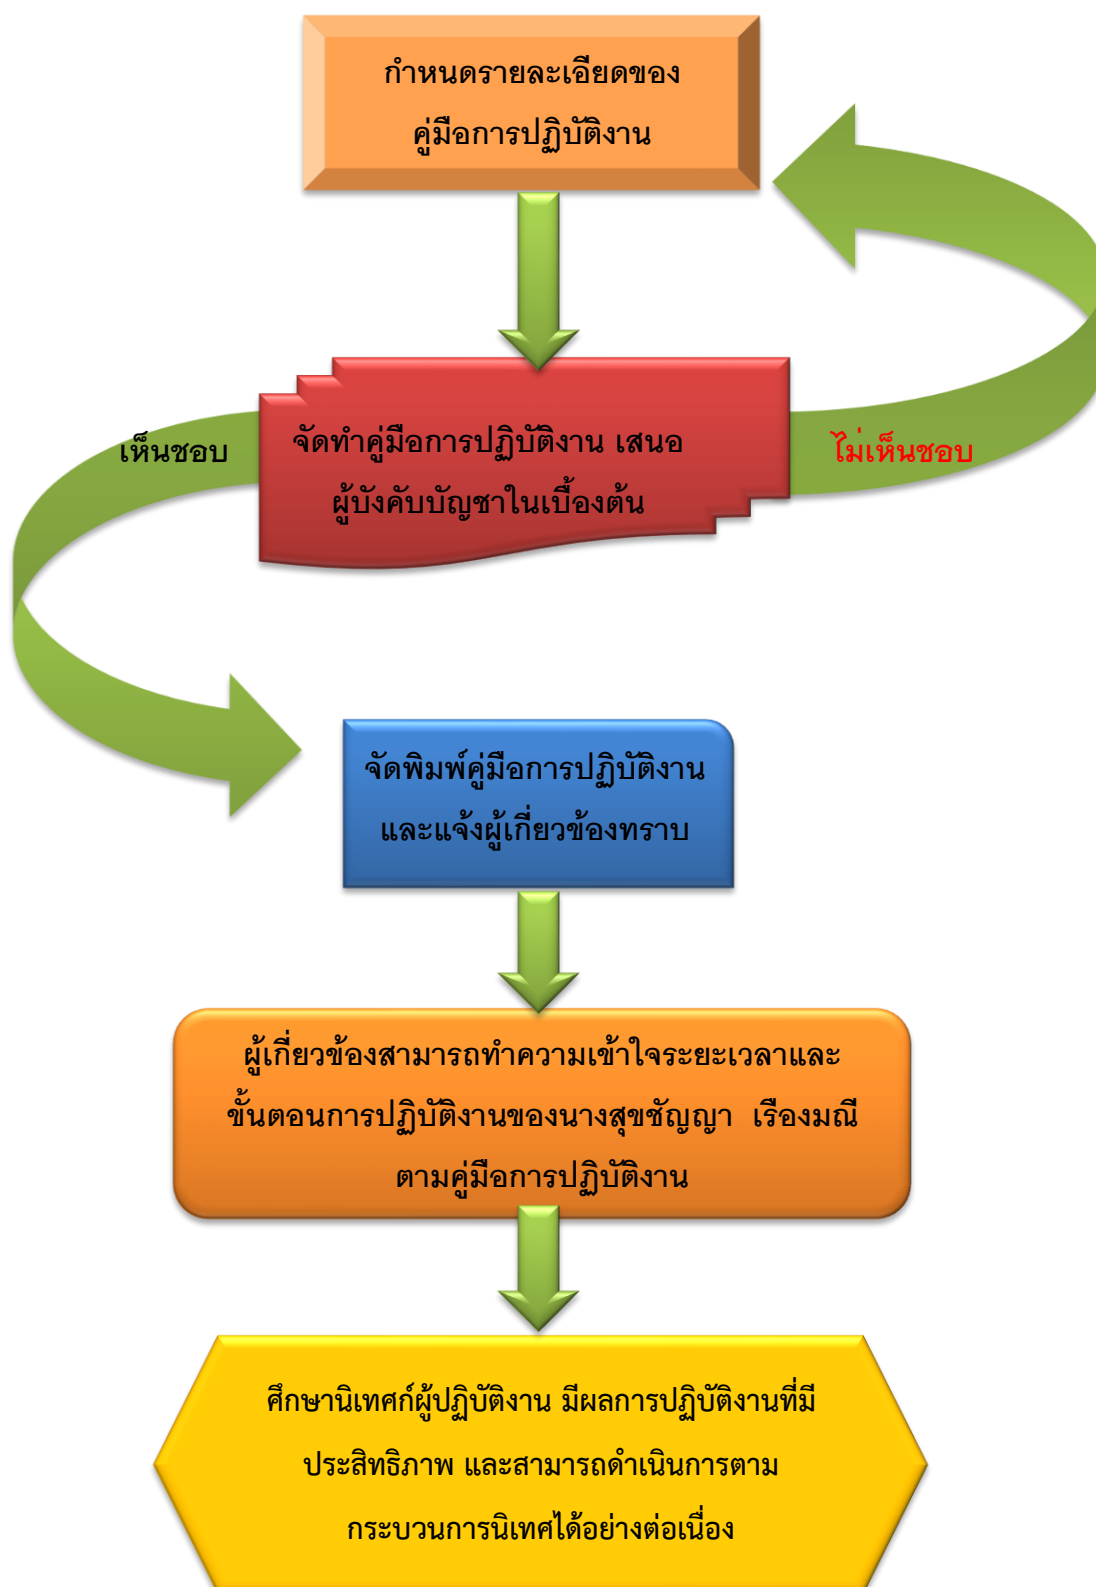 กำหนดรายละเอียดของ
คู่มือการปฏิบัติงาน
จัดทำคู่มือการปฏิบัติงาน เสนอ
ผู้บังคับบัญชาในเบื้องต้น
เห็นชอบ
ไม่เห็นชอบ
จัดพิมพ์คู่มือการปฏิบัติงาน
และแจ้งผู้เกี่ยวข้องทราบ
ผู้เกี่ยวข้องสามารถทำความเข้าใจระยะเวลาและ
ขั้นตอนการปฏิบัติงานของนางสุขชัญญา เรืองมณี
ตามคู่มือการปฏิบัติงาน
ศึกษานิเทศก์ผู้ปฏิบัติงาน มีผลการปฏิบัติงานที่มี
ประสิทธิภาพ และสามารถดำเนินการตาม
กระบวนการนิเทศได้อย่างต่อเนื่อง